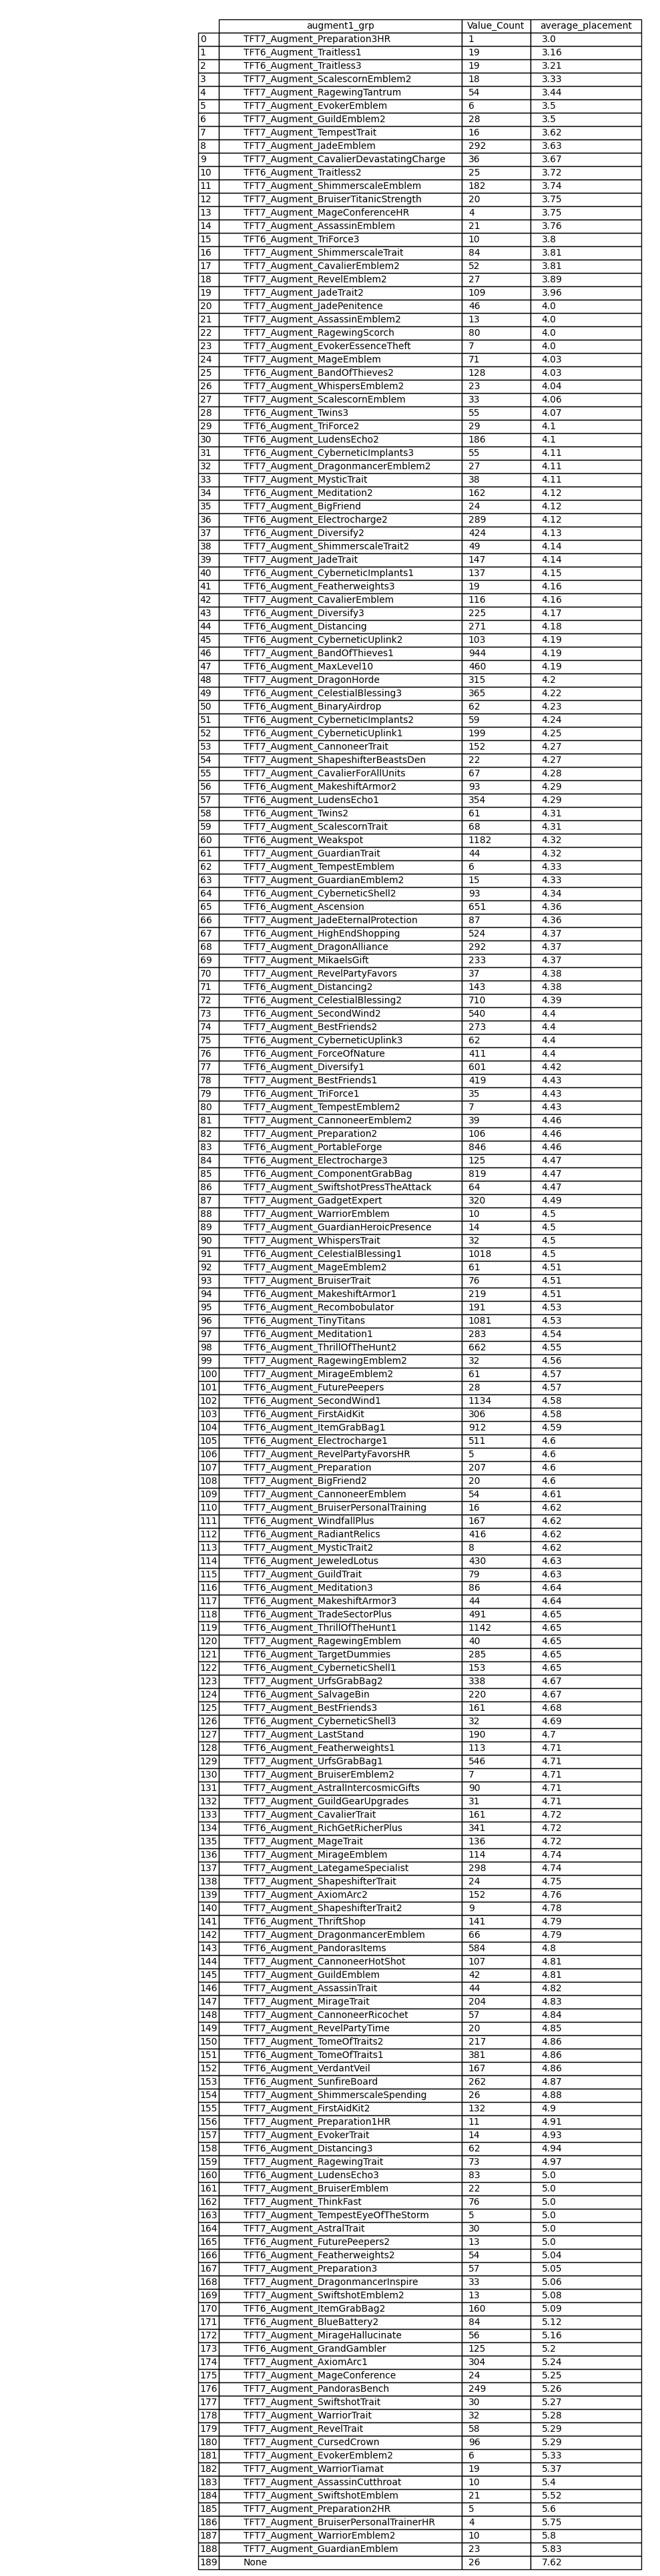 augment1_grp Value_Count average_placement
0 TFT7_Augment_Preparation3HR 1 3.0
1 TFT6_Augment_Traitless1 19 3.16
2 TFT6_Augment_Traitless3 19 3.21
3 TFT7_Augment_ScalescornEmblem2 18 3.33
4 TFT7_Augment_RagewingTantrum 54 3.44
5 TFT7_Augment_EvokerEmblem 6 3.5
6 TFT7_Augment_GuildEmblem2 28 3.5
7 TFT7_Augment_TempestTrait 16 3.62
8 TFT7_Augment_JadeEmblem 292 3.63
9 TFT7_Augment_CavalierDevastatingCharge 36 3.67
10 TFT6_Augment_Traitless2 25 3.72
11 TFT7_Augment_ShimmerscaleEmblem 182 3.74
12 TFT7_Augment_BruiserTitanicStrength 20 3.75
13 TFT7_Augment_MageConferenceHR 4 3.75
14 TFT7_Augment_AssassinEmblem 21 3.76
15 TFT6_Augment_TriForce3 10 3.8
16 TFT7_Augment_ShimmerscaleTrait 84 3.81
17 TFT7_Augment_CavalierEmblem2 52 3.81
18 TFT7_Augment_RevelEmblem2 27 3.89
19 TFT7_Augment_JadeTrait2 109 3.96
20 TFT7_Augment_JadePenitence 46 4.0
21 TFT7_Augment_AssassinEmblem2 13 4.0
22 TFT7_Augment_RagewingScorch 80 4.0
23 TFT7_Augment_EvokerEssenceTheft 7 4.0
24 TFT7_Augment_MageEmblem 71 4.03
25 TFT6_Augment_BandOfThieves2 128 4.03
26 TFT7_Augment_WhispersEmblem2 23 4.04
27 TFT7_Augment_ScalescornEmblem 33 4.06
28 TFT6_Augment_Twins3 55 4.07
29 TFT6_Augment_TriForce2 29 4.1
30 TFT6_Augment_LudensEcho2 186 4.1
31 TFT6_Augment_CyberneticImplants3 55 4.11
32 TFT7_Augment_DragonmancerEmblem2 27 4.11
33 TFT7_Augment_MysticTrait 38 4.11
34 TFT6_Augment_Meditation2 162 4.12
35 TFT7_Augment_BigFriend 24 4.12
36 TFT6_Augment_Electrocharge2 289 4.12
37 TFT6_Augment_Diversify2 424 4.13
38 TFT7_Augment_ShimmerscaleTrait2 49 4.14
39 TFT7_Augment_JadeTrait 147 4.14
40 TFT6_Augment_CyberneticImplants1 137 4.15
41 TFT6_Augment_Featherweights3 19 4.16
42 TFT7_Augment_CavalierEmblem 116 4.16
43 TFT6_Augment_Diversify3 225 4.17
44 TFT6_Augment_Distancing 271 4.18
45 TFT6_Augment_CyberneticUplink2 103 4.19
46 TFT7_Augment_BandOfThieves1 944 4.19
47 TFT6_Augment_MaxLevel10 460 4.19
48 TFT7_Augment_DragonHorde 315 4.2
49 TFT6_Augment_CelestialBlessing3 365 4.22
50 TFT6_Augment_BinaryAirdrop 62 4.23
51 TFT6_Augment_CyberneticImplants2 59 4.24
52 TFT6_Augment_CyberneticUplink1 199 4.25
53 TFT7_Augment_CannoneerTrait 152 4.27
54 TFT7_Augment_ShapeshifterBeastsDen 22 4.27
55 TFT7_Augment_CavalierForAllUnits 67 4.28
56 TFT6_Augment_MakeshiftArmor2 93 4.29
57 TFT6_Augment_LudensEcho1 354 4.29
58 TFT6_Augment_Twins2 61 4.31
59 TFT7_Augment_ScalescornTrait 68 4.31
60 TFT6_Augment_Weakspot 1182 4.32
61 TFT7_Augment_GuardianTrait 44 4.32
62 TFT7_Augment_TempestEmblem 6 4.33
63 TFT7_Augment_GuardianEmblem2 15 4.33
64 TFT6_Augment_CyberneticShell2 93 4.34
65 TFT6_Augment_Ascension 651 4.36
66 TFT7_Augment_JadeEternalProtection 87 4.36
67 TFT6_Augment_HighEndShopping 524 4.37
68 TFT7_Augment_DragonAlliance 292 4.37
69 TFT7_Augment_MikaelsGift 233 4.37
70 TFT7_Augment_RevelPartyFavors 37 4.38
71 TFT6_Augment_Distancing2 143 4.38
72 TFT6_Augment_CelestialBlessing2 710 4.39
73 TFT6_Augment_SecondWind2 540 4.4
74 TFT7_Augment_BestFriends2 273 4.4
75 TFT6_Augment_CyberneticUplink3 62 4.4
76 TFT6_Augment_ForceOfNature 411 4.4
77 TFT6_Augment_Diversify1 601 4.42
78 TFT7_Augment_BestFriends1 419 4.43
79 TFT6_Augment_TriForce1 35 4.43
80 TFT7_Augment_TempestEmblem2 7 4.43
81 TFT7_Augment_CannoneerEmblem2 39 4.46
82 TFT7_Augment_Preparation2 106 4.46
83 TFT6_Augment_PortableForge 846 4.46
84 TFT6_Augment_Electrocharge3 125 4.47
85 TFT6_Augment_ComponentGrabBag 819 4.47
86 TFT7_Augment_SwiftshotPressTheAttack 64 4.47
87 TFT7_Augment_GadgetExpert 320 4.49
88 TFT7_Augment_WarriorEmblem 10 4.5
89 TFT7_Augment_GuardianHeroicPresence 14 4.5
90 TFT7_Augment_WhispersTrait 32 4.5
91 TFT6_Augment_CelestialBlessing1 1018 4.5
92 TFT7_Augment_MageEmblem2 61 4.51
93 TFT7_Augment_BruiserTrait 76 4.51
94 TFT6_Augment_MakeshiftArmor1 219 4.51
95 TFT6_Augment_Recombobulator 191 4.53
96 TFT6_Augment_TinyTitans 1081 4.53
97 TFT6_Augment_Meditation1 283 4.54
98 TFT6_Augment_ThrillOfTheHunt2 662 4.55
99 TFT7_Augment_RagewingEmblem2 32 4.56
100 TFT7_Augment_MirageEmblem2 61 4.57
101 TFT6_Augment_FuturePeepers 28 4.57
102 TFT6_Augment_SecondWind1 1134 4.58
103 TFT6_Augment_FirstAidKit 306 4.58
104 TFT6_Augment_ItemGrabBag1 912 4.59
105 TFT6_Augment_Electrocharge1 511 4.6
106 TFT7_Augment_RevelPartyFavorsHR 5 4.6
107 TFT7_Augment_Preparation 207 4.6
108 TFT7_Augment_BigFriend2 20 4.6
109 TFT7_Augment_CannoneerEmblem 54 4.61
110 TFT7_Augment_BruiserPersonalTraining 16 4.62
111 TFT6_Augment_WindfallPlus 167 4.62
112 TFT6_Augment_RadiantRelics 416 4.62
113 TFT7_Augment_MysticTrait2 8 4.62
114 TFT6_Augment_JeweledLotus 430 4.63
115 TFT7_Augment_GuildTrait 79 4.63
116 TFT6_Augment_Meditation3 86 4.64
117 TFT6_Augment_MakeshiftArmor3 44 4.64
118 TFT6_Augment_TradeSectorPlus 491 4.65
119 TFT6_Augment_ThrillOfTheHunt1 1142 4.65
120 TFT7_Augment_RagewingEmblem 40 4.65
121 TFT6_Augment_TargetDummies 285 4.65
122 TFT6_Augment_CyberneticShell1 153 4.65
123 TFT7_Augment_UrfsGrabBag2 338 4.67
124 TFT6_Augment_SalvageBin 220 4.67
125 TFT7_Augment_BestFriends3 161 4.68
126 TFT6_Augment_CyberneticShell3 32 4.69
127 TFT7_Augment_LastStand 190 4.7
128 TFT6_Augment_Featherweights1 113 4.71
129 TFT7_Augment_UrfsGrabBag1 546 4.71
130 TFT7_Augment_BruiserEmblem2 7 4.71
131 TFT7_Augment_AstralIntercosmicGifts 90 4.71
132 TFT7_Augment_GuildGearUpgrades 31 4.71
133 TFT7_Augment_CavalierTrait 161 4.72
134 TFT6_Augment_RichGetRicherPlus 341 4.72
135 TFT7_Augment_MageTrait 136 4.72
136 TFT7_Augment_MirageEmblem 114 4.74
137 TFT7_Augment_LategameSpecialist 298 4.74
138 TFT7_Augment_ShapeshifterTrait 24 4.75
139 TFT7_Augment_AxiomArc2 152 4.76
140 TFT7_Augment_ShapeshifterTrait2 9 4.78
141 TFT6_Augment_ThriftShop 141 4.79
142 TFT7_Augment_DragonmancerEmblem 66 4.79
143 TFT6_Augment_PandorasItems 584 4.8
144 TFT7_Augment_CannoneerHotShot 107 4.81
145 TFT7_Augment_GuildEmblem 42 4.81
146 TFT7_Augment_AssassinTrait 44 4.82
147 TFT7_Augment_MirageTrait 204 4.83
148 TFT7_Augment_CannoneerRicochet 57 4.84
149 TFT7_Augment_RevelPartyTime 20 4.85
150 TFT6_Augment_TomeOfTraits2 217 4.86
151 TFT6_Augment_TomeOfTraits1 381 4.86
152 TFT6_Augment_VerdantVeil 167 4.86
153 TFT6_Augment_SunfireBoard 262 4.87
154 TFT7_Augment_ShimmerscaleSpending 26 4.88
155 TFT7_Augment_FirstAidKit2 132 4.9
156 TFT7_Augment_Preparation1HR 11 4.91
157 TFT7_Augment_EvokerTrait 14 4.93
158 TFT6_Augment_Distancing3 62 4.94
159 TFT7_Augment_RagewingTrait 73 4.97
160 TFT6_Augment_LudensEcho3 83 5.0
161 TFT7_Augment_BruiserEmblem 22 5.0
162 TFT7_Augment_ThinkFast 76 5.0
163 TFT7_Augment_TempestEyeOfTheStorm 5 5.0
164 TFT7_Augment_AstralTrait 30 5.0
165 TFT6_Augment_FuturePeepers2 13 5.0
166 TFT6_Augment_Featherweights2 54 5.04
167 TFT7_Augment_Preparation3 57 5.05
168 TFT7_Augment_DragonmancerInspire 33 5.06
169 TFT7_Augment_SwiftshotEmblem2 13 5.08
170 TFT6_Augment_ItemGrabBag2 160 5.09
171 TFT6_Augment_BlueBattery2 84 5.12
172 TFT7_Augment_MirageHallucinate 56 5.16
173 TFT6_Augment_GrandGambler 125 5.2
174 TFT7_Augment_AxiomArc1 304 5.24
175 TFT7_Augment_MageConference 24 5.25
176 TFT7_Augment_PandorasBench 249 5.26
177 TFT7_Augment_SwiftshotTrait 30 5.27
178 TFT7_Augment_WarriorTrait 32 5.28
179 TFT7_Augment_RevelTrait 58 5.29
180 TFT7_Augment_CursedCrown 96 5.29
181 TFT7_Augment_EvokerEmblem2 6 5.33
182 TFT7_Augment_WarriorTiamat 19 5.37
183 TFT7_Augment_AssassinCutthroat 10 5.4
184 TFT7_Augment_SwiftshotEmblem 21 5.52
185 TFT7_Augment_Preparation2HR 5 5.6
186 TFT7_Augment_BruiserPersonalTrainerHR 4 5.75
187 TFT7_Augment_WarriorEmblem2 10 5.8
188 TFT7_Augment_GuardianEmblem 23 5.83
189 None 26 7.62